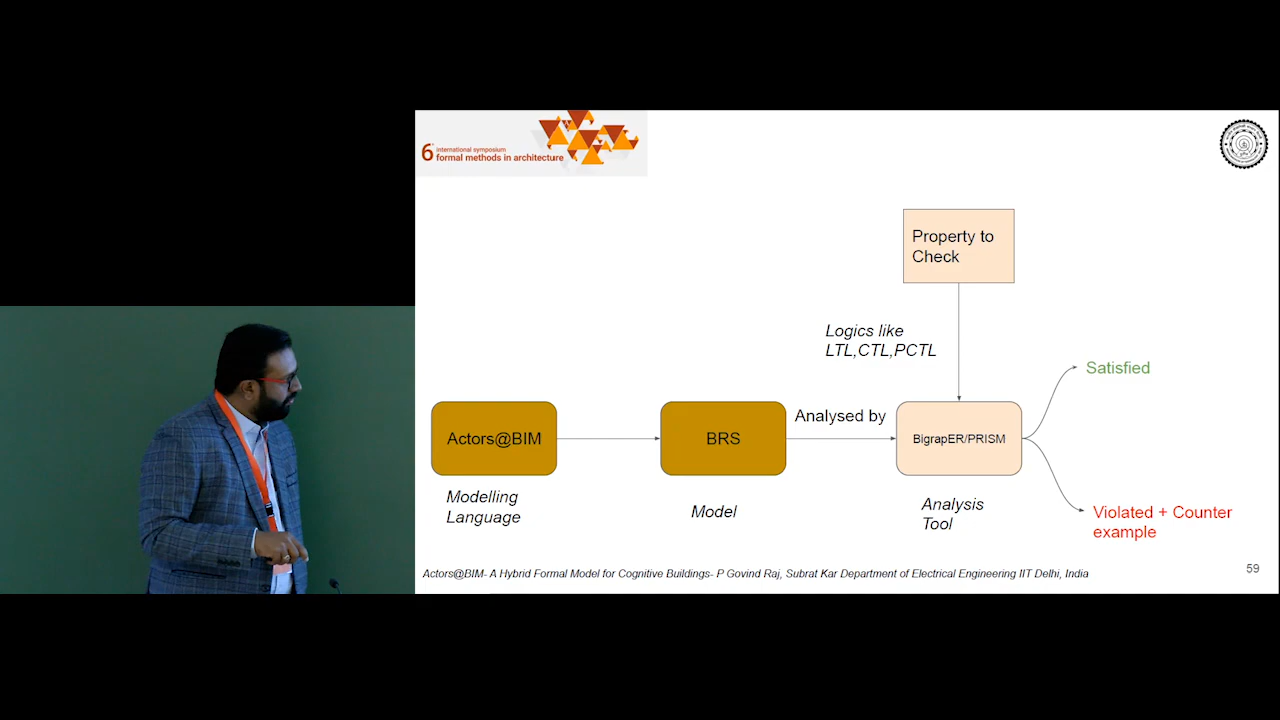 6th international symposium
formal methods in architecture
Property to
Check
Logics like
LTL,CTL,PCTL
Satisfied
Actors@BIM
BRS
Analysed by
BigrapER/PRISM
Modelling
Language
Model
Analysis
Tool
Violated + Counter
example
Actors@BIM- A Hybrid Formal Model for Cognitive Buildings- P Govind Raj, Subrat Kar Department of Electrical Engineering IIT Delhi, India
59